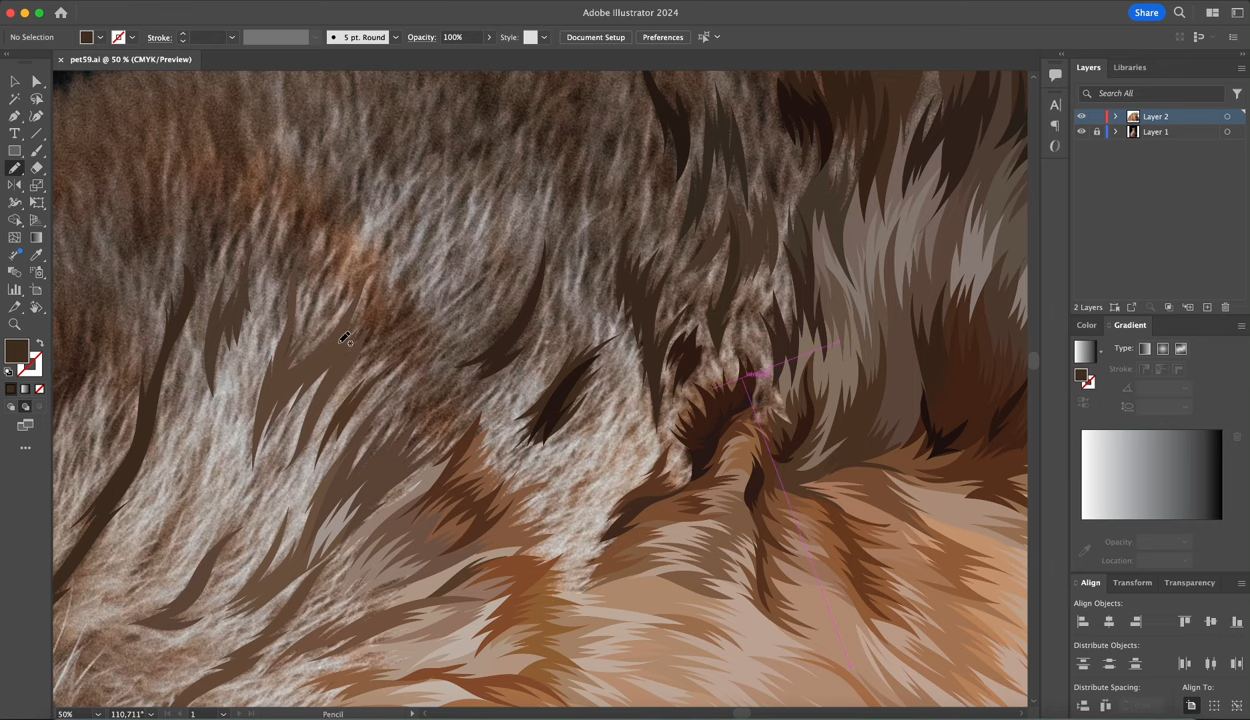 Adobe Illustrator 2024
Share
No Selection
Stroke:
5 pt. Round
Opacity:
100%
Style:
Document Setup
Preferences
pet59.ai @ 50 % (CMYK/Preview)
Layers
Libraries
Search All
Layer 2
Layer 1
2 Layers
Color
Gradient
Type:
Stroke:
Opacity:
Location:
Align
Transform
Transparency
Align Objects:
Distribute Objects:
Distribute Spacing:
Align To:
50%
110,711°
1
Pencil